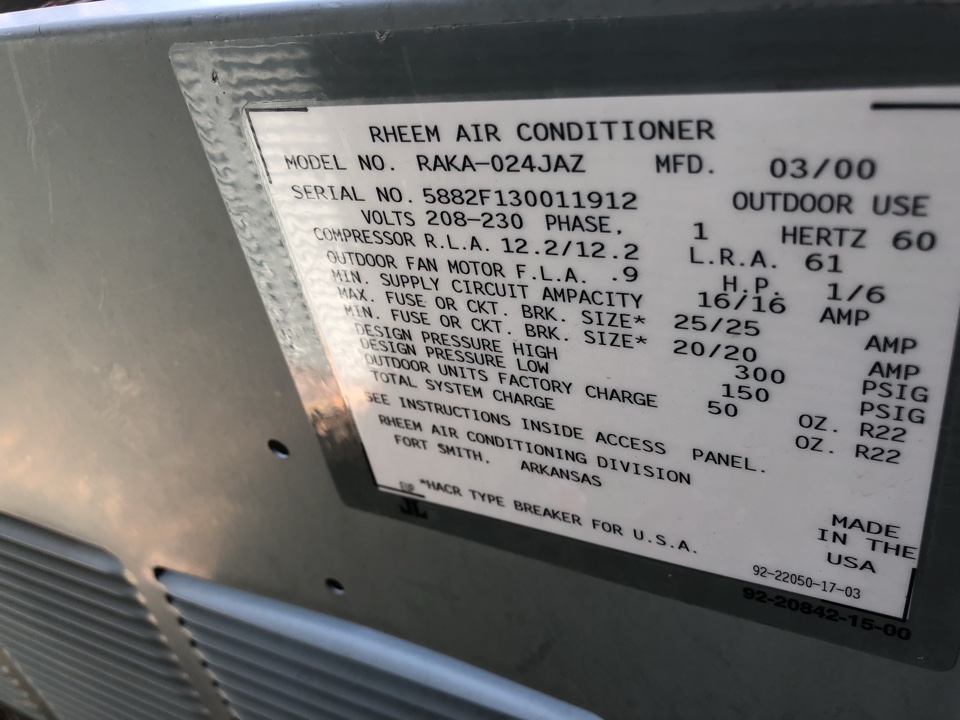 RHEEM AIR CONDITIONER
MODEL NO. RAKA-024JAZ MFD. 03/00
SERIAL NO. 5882F130011912 OUTDOOR USE
VOLTS 208-230 PHASE, 1 HERTZ 60
COMPRESSOR R.L.A. 12.2/12.2 L.R.A. 61
OUTDOOR FAN MOTOR F.L.A. .9 H.P. 1/6
MIN. SUPPLY CIRCUIT AMPACITY 16/16 AMP
MAX. FUSE OR CKT. BRK. SIZE* 25/25 AMP
MIN. FUSE OR CKT. BRK. SIZE* 20/20 AMP
DESIGN PRESSURE HIGH 300 PSIG
DESIGN PRESSURE LOW 150 PSIG
OUTDOOR UNITS FACTORY CHARGE 50 OZ. R22
TOTAL SYSTEM CHARGE OZ. R22
SEE INSTRUCTIONS INSIDE ACCESS PANEL.
RHEEM AIR CONDITIONING DIVISION
FORT SMITH. ARKANSAS
*HACR TYPE BREAKER FOR U.S.A.
MADE
IN THE
USA
92-22050-17-03
92-20842-15-00